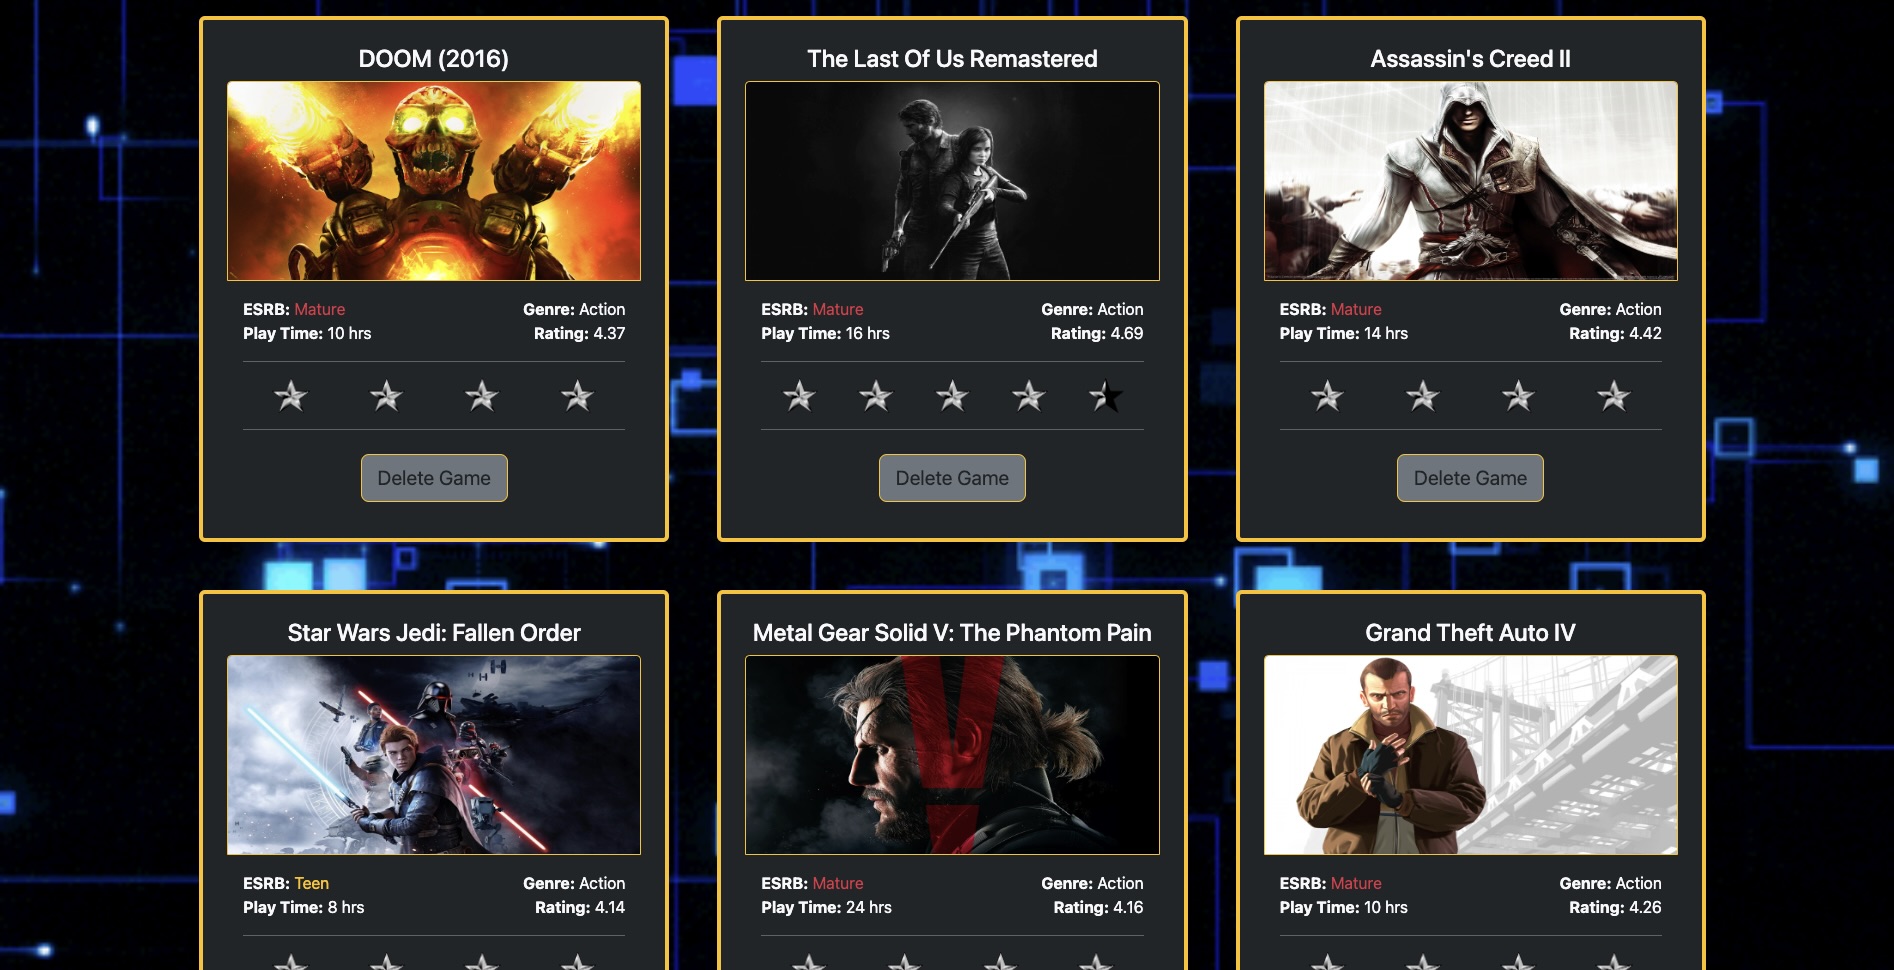 DOOM (2016)
ESRB: Mature
Genre: Action
Play Time: 10 hrs
Rating: 4.37
Delete Game
The Last Of Us Remastered
ESRB: Mature
Genre: Action
Play Time: 16 hrs
Rating: 4.69
Delete Game
Assassin's Creed II
ESRB: Mature
Genre: Action
Play Time: 14 hrs
Rating: 4.42
Delete Game
Star Wars Jedi: Fallen Order
ESRB: Teen
Genre: Action
Play Time: 8 hrs
Rating: 4.14
Metal Gear Solid V: The Phantom Pain
V
ESRB: Mature
Genre: Action
Play Time: 24 hrs
Rating: 4.16
Grand Theft Auto IV
ESRB: Mature
Genre: Action
Play Time: 10 hrs
Rating: 4.26